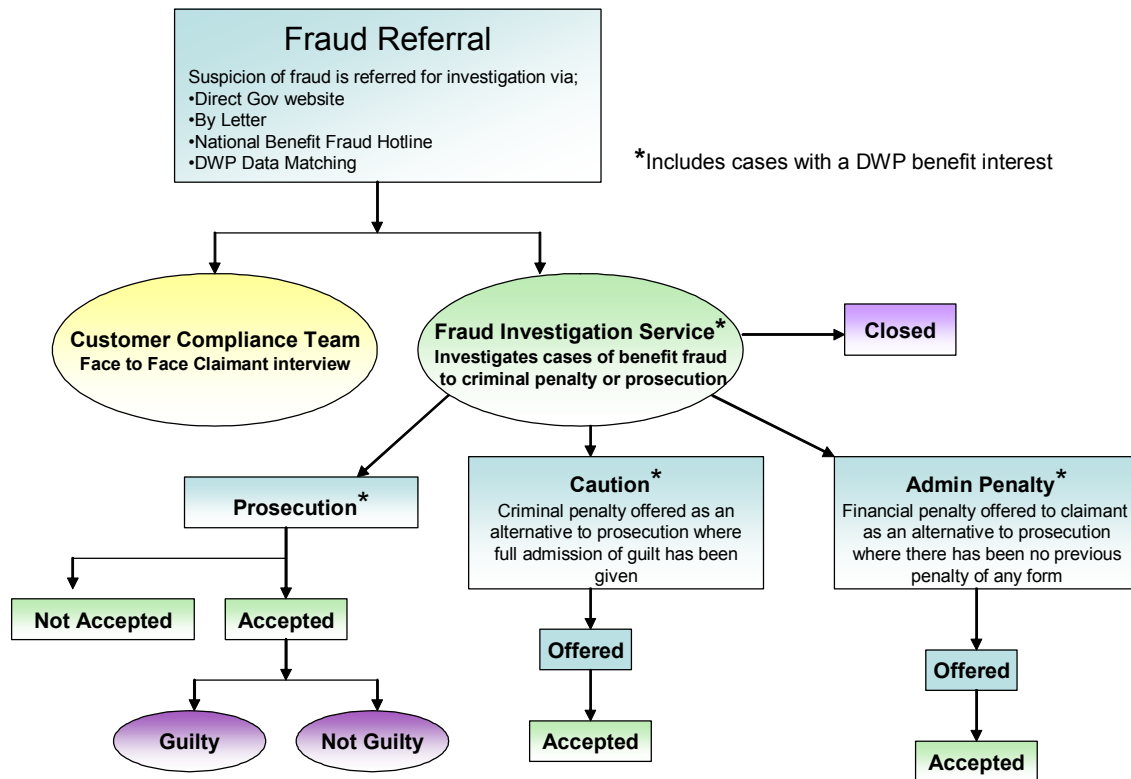 Fraud Referral
Suspicion of fraud is referred for investigation via;
•Direct Gov website
•By Letter
•National Benefit Fraud Hotline
•DWP Data Matching
*Includes cases with a DWP benefit interest
Customer Compliance Team
Face to Face Claimant interview
Fraud Investigation Service*
Investigates cases of benefit fraud
to criminal penalty or prosecution
Closed
Prosecution*
Caution*
Criminal penalty offered as an
alternative to prosecution where
full admission of guilt has been
given
Admin Penalty*
Financial penalty offered to claimant
as an alternative to prosecution
where there has been no previous
penalty of any form
Not Accepted
Accepted
Offered
Offered
Guilty
Not Guilty
Accepted
Accepted